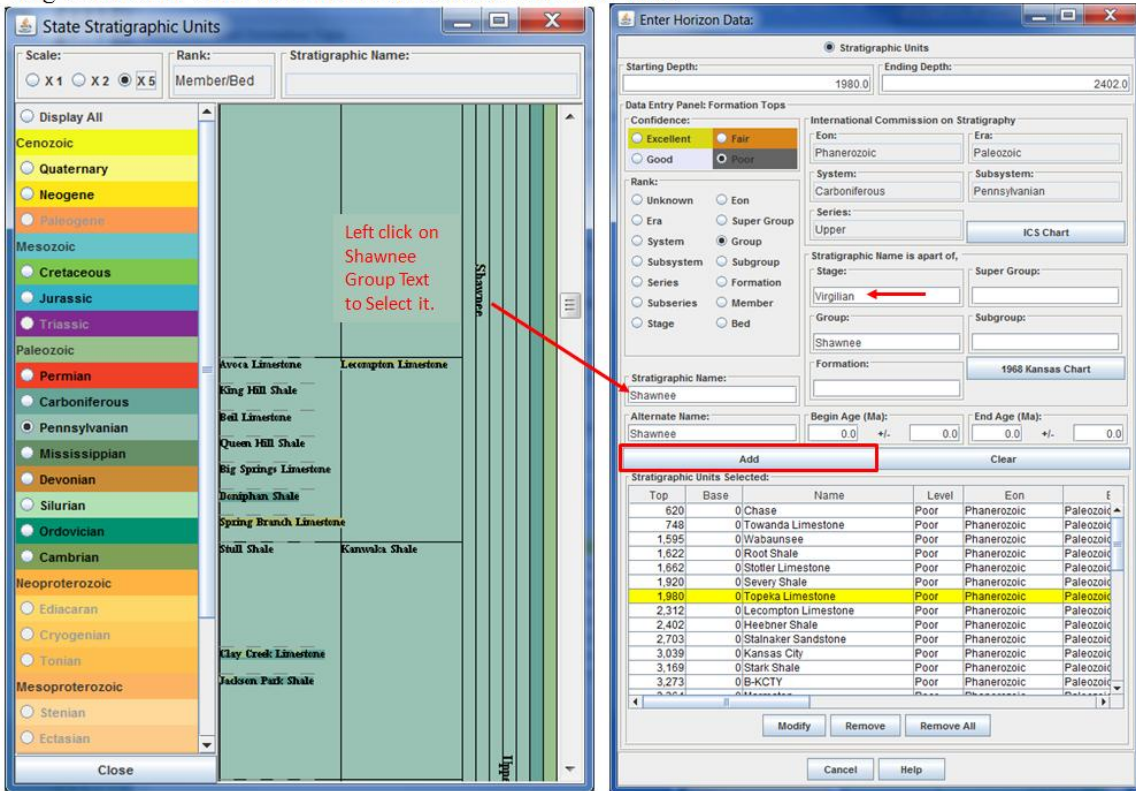 State Stratigraphic Units
Scale:
X 1 X 2 X 5
Rank:
Member/Bed
Stratigraphic Name:
Display All
Cenozoic
Quaternary
Neogene
Paleogene
Mesozoic
Cretaceous
Jurassic
Triassic
Paleozoic
Permian
Carboniferous
Pennsylvanian
Mississippian
Devonian
Silurian
Ordovician
Cambrian
Neoproterozoic
Ediacaran
Cryogenian
Tonian
Mesoproterozoic
Stenian
Ectasian
Close
Left click on
Shawnee
Group Text
to Select it.
Shawnee
Avoca Limestone Lecompton Limestone
King Hill Shale
Beil Limestone
Queen Hill Shale
Big Springs Limestone
Doniphan Shale
Spring Branch Limestone
Stull Shale Kanwaka Shale
Clay Creek Limestone
Jackson Park Shale
Enter Horizon Data:
Stratigraphic Units
Starting Depth: Ending Depth:
1980.0 2402.0
Data Entry Panel: Formation Tops
Confidence:
Excellent Fair
Good Poor
Rank:
Unknown Eon
Era Super Group
System Group
Subsystem Subgroup
Series Formation
Subseries Member
Stage Bed
International Commission on Stratigraphy
Eon: Era:
Phanerozoic Paleozoic
System: Subsystem:
Carboniferous Pennsylvanian
Series:
Upper ICS Chart
Stratigraphic Name is apart of,
Stage: Super Group:
Virgilian
Group: Subgroup:
Shawnee
Formation: 1968 Kansas Chart
Stratigraphic Name:
Shawnee
Alternate Name: Begin Age (Ma): End Age (Ma):
Shawnee 0.0 +/- 0.0 0.0 +/- 0.0
Add Clear
Stratigraphic Units Selected:
Top Base Name Level Eon
620 0 Chase Poor Phanerozoic Paleozoic
748 0 Towanda Limestone Poor Phanerozoic Paleozoic
1,595 0 Wabaunsee Poor Phanerozoic Paleozoic
1,622 0 Root Shale Poor Phanerozoic Paleozoic
1,662 0 Stotler Limestone Poor Phanerozoic Paleozoic
1,920 0 Severy Shale Poor Phanerozoic Paleozoic
1,980 0 Topeka Limestone Poor Phanerozoic Paleozoic
2,312 0 Lecompton Limestone Poor Phanerozoic Paleozoic
2,402 0 Heebner Shale Poor Phanerozoic Paleozoic
2,703 0 Stalnaker Sandstone Poor Phanerozoic Paleozoic
3,039 0 Kansas City Poor Phanerozoic Paleozoic
3,169 0 Stark Shale Poor Phanerozoic Paleozoic
3,273 0 B-KCTY Poor Phanerozoic Paleozoic
Modify Remove Remove All
Cancel Help